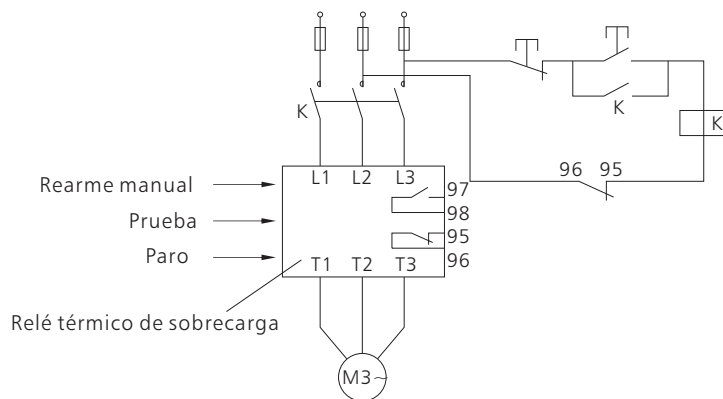 K
K
K
96 95
L1 L2 L3
Rearme manual
97
98
Prueba
95
Paro
96
T1 T2 T3
Relé térmico de sobrecarga
M3~